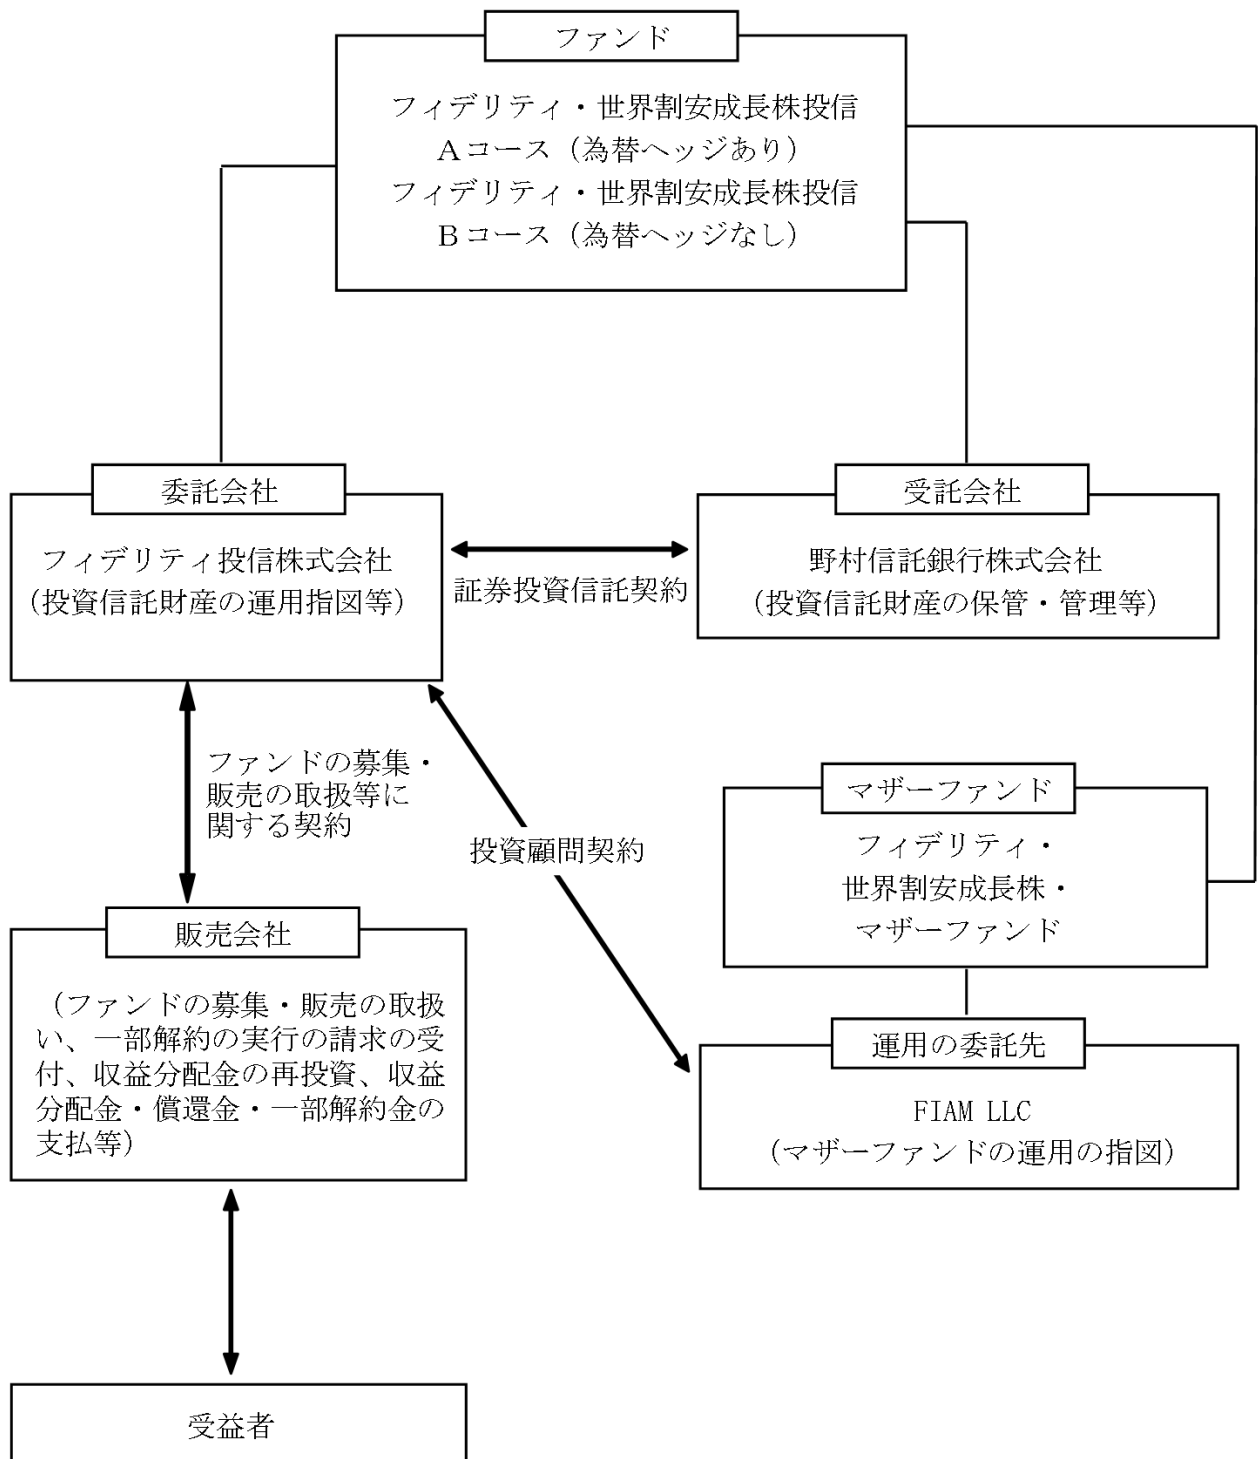 ファンド
フィデリティ・世界割安成長株投信
Aコース（為替ヘッジあり）
フィデリティ・世界割安成長株投信
Bコース（為替ヘッジなし）
委託会社
フィデリティ投信株式会社
（投資信託財産の運用指図等）
証券投資信託契約
受託会社
野村信託銀行株式会社
（投資信託財産の保管・管理等）
ファンドの募集・
販売の取扱等に
関する契約
投資顧問契約
マザーファンド
フィデリティ・
世界割安成長株・
マザーファンド
販売会社
（ファンドの募集・販売の取扱
い、一部解約の実行の請求の受
付、収益分配金の再投資、収益
分配金・償還金・一部解約金の
支払等）
運用の委託先
FIAM LLC
（マザーファンドの運用の指図）
受益者